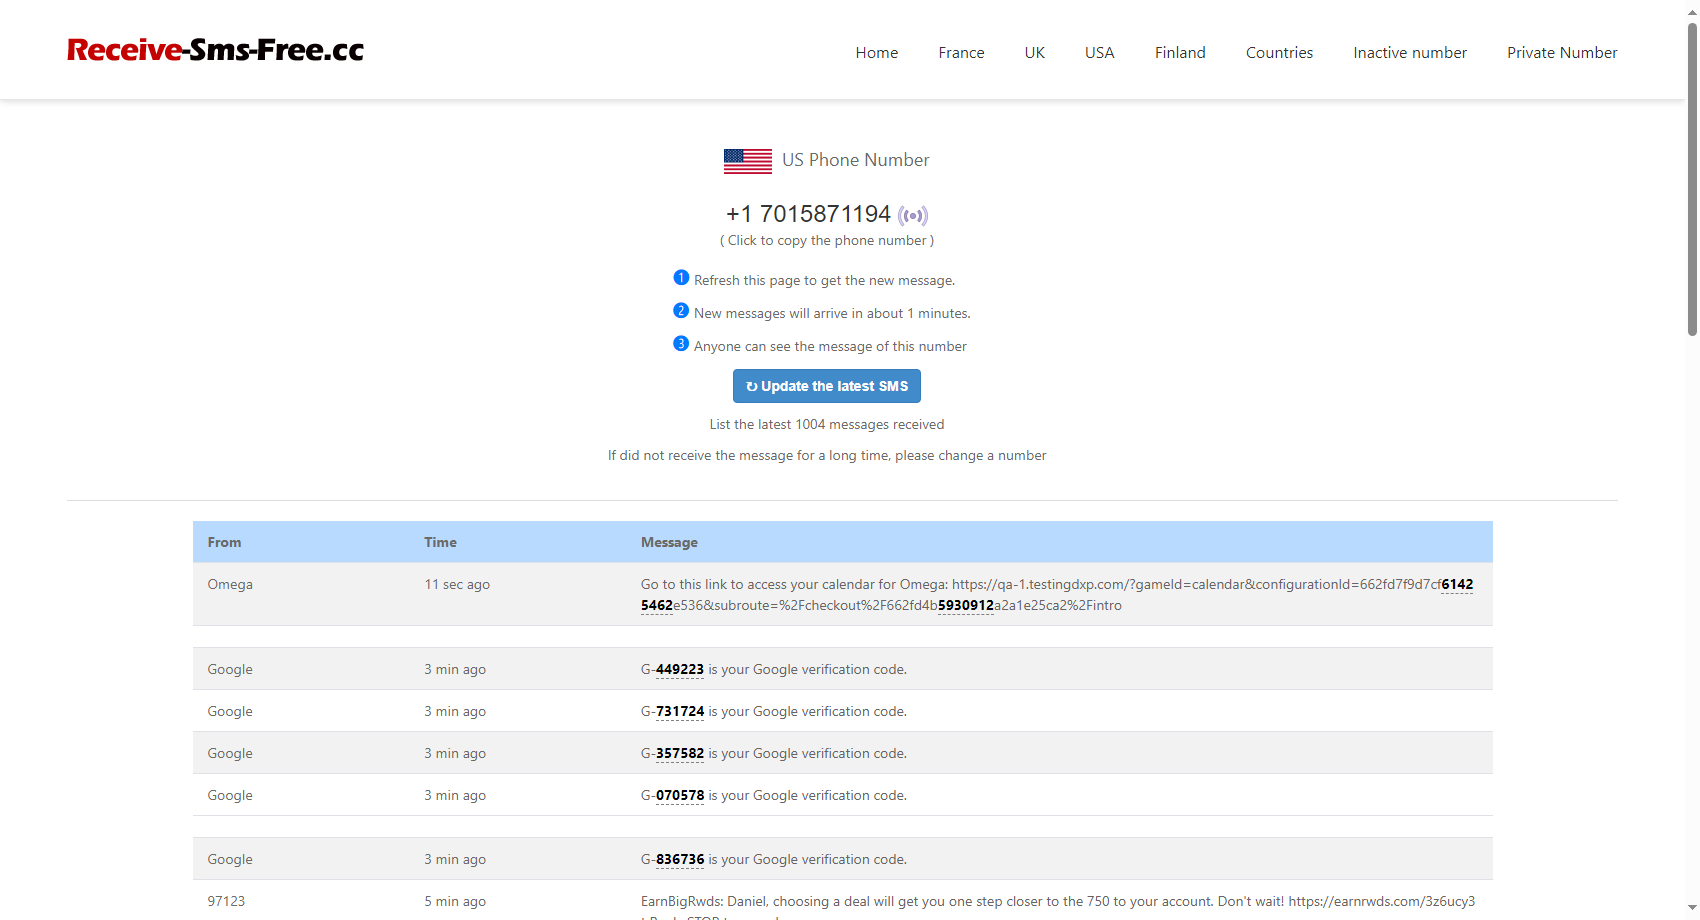 Receive-Sms-Free.cc
Home France UK USA Finland Countries Inactive number Private Number
US Phone Number
+1 7015871194
( Click to copy the phone number )
1 Refresh this page to get the new message.
2 New messages will arrive in about 1 minutes.
3 Anyone can see the message of this number
↻ Update the latest SMS
List the latest 1004 messages received
If did not receive the message for a long time, please change a number
From Time Message
Omega 11 sec ago Go to this link to access your calendar for Omega: https://qa-1.testingdxp.com/?gameId=calendar&configurationId=662fd7f9d7cf6142
5462e536&subroute=%2Fcheckout%2F662fd4b5930912a2a1e25ca2%2Fintro
Google 3 min ago G-449223 is your Google verification code.
Google 3 min ago G-731724 is your Google verification code.
Google 3 min ago G-357582 is your Google verification code.
Google 3 min ago G-070578 is your Google verification code.
Google 3 min ago G-836736 is your Google verification code.
97123 5 min ago EarnBigRwds: Daniel, choosing a deal will get you one step closer to the 750 to your account. Don't wait! https://earnrwds.com/3z6ucy3